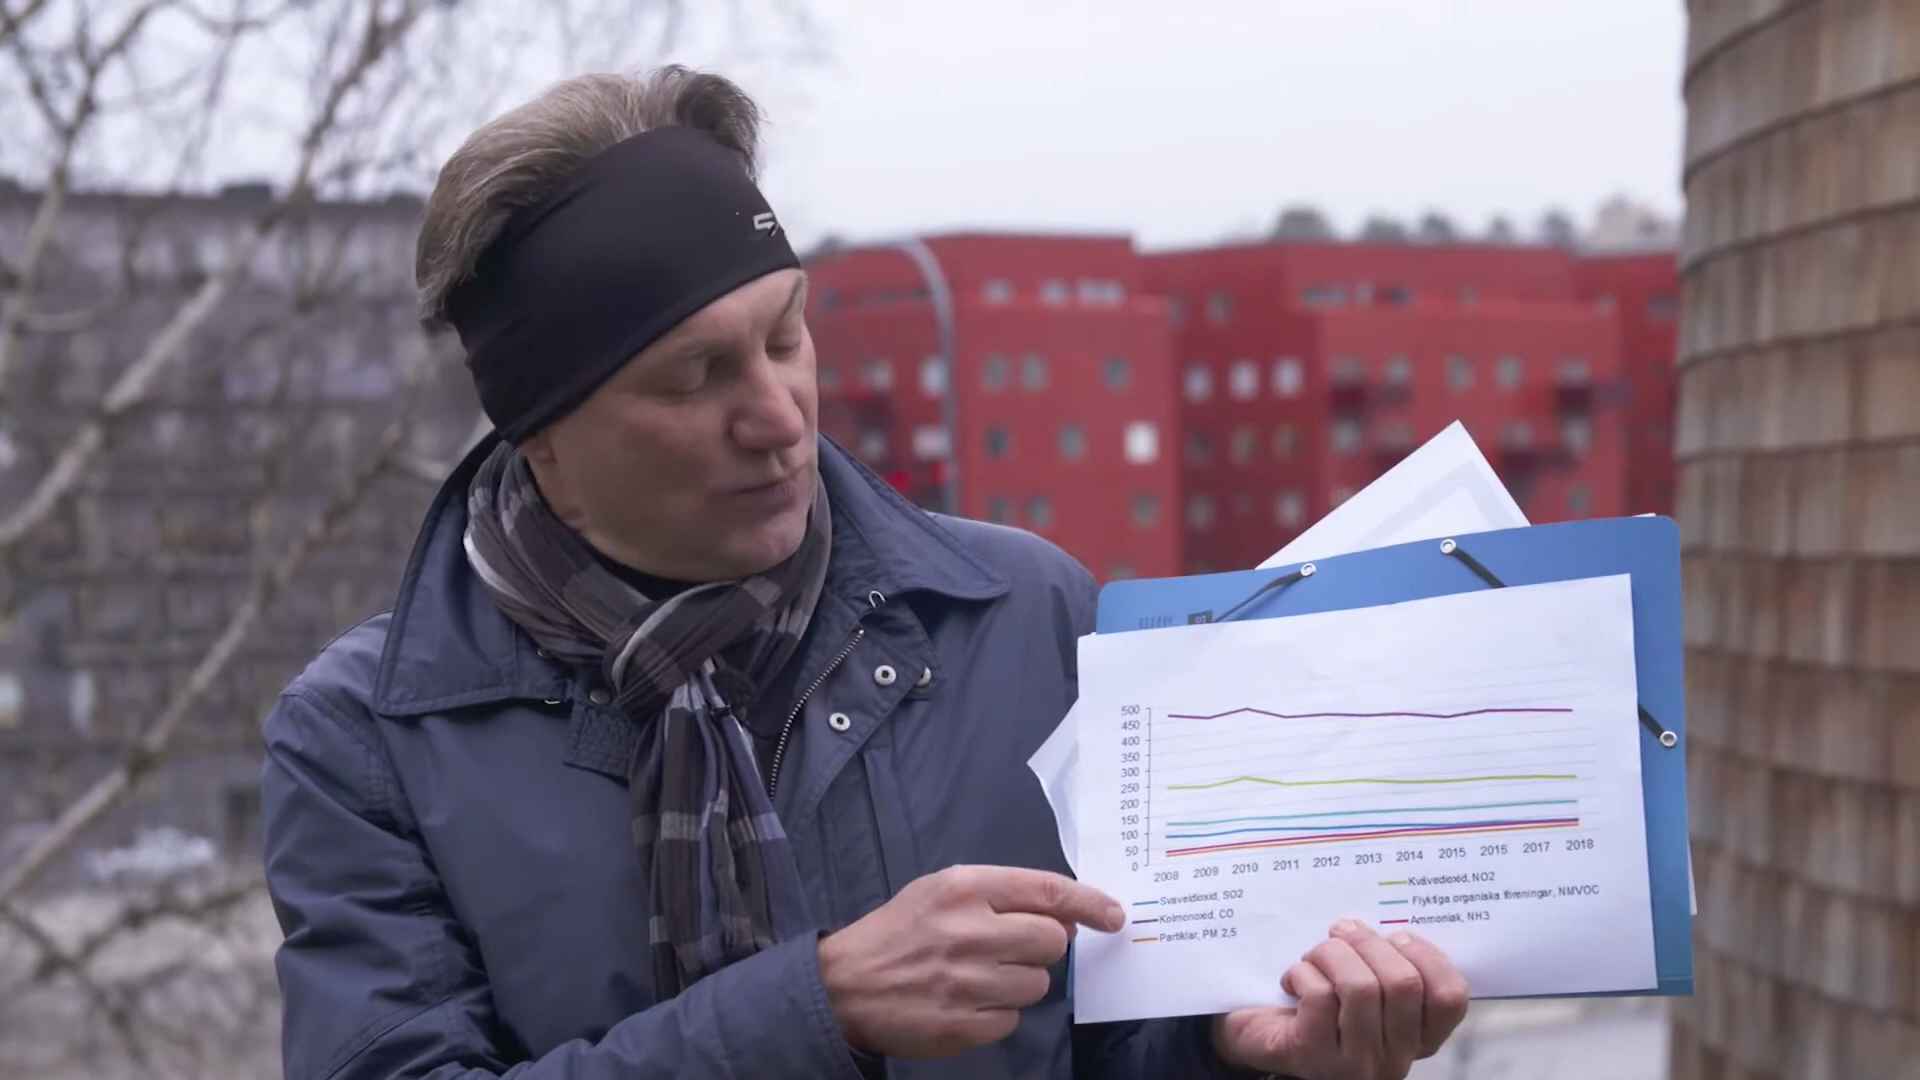 500
450
400
350
300
250
200
150
100
50
0
2008 2009 2010 2011 2012 2013 2014 2015 2016 2017 2018
Svaveldioxid, SO2
Kolmonoxid, CO
Partiklar, PM 2,5
Kvävedioxid, NO2
Flyktiga organiska föreningar, NMVOC
Ammoniak, NH3